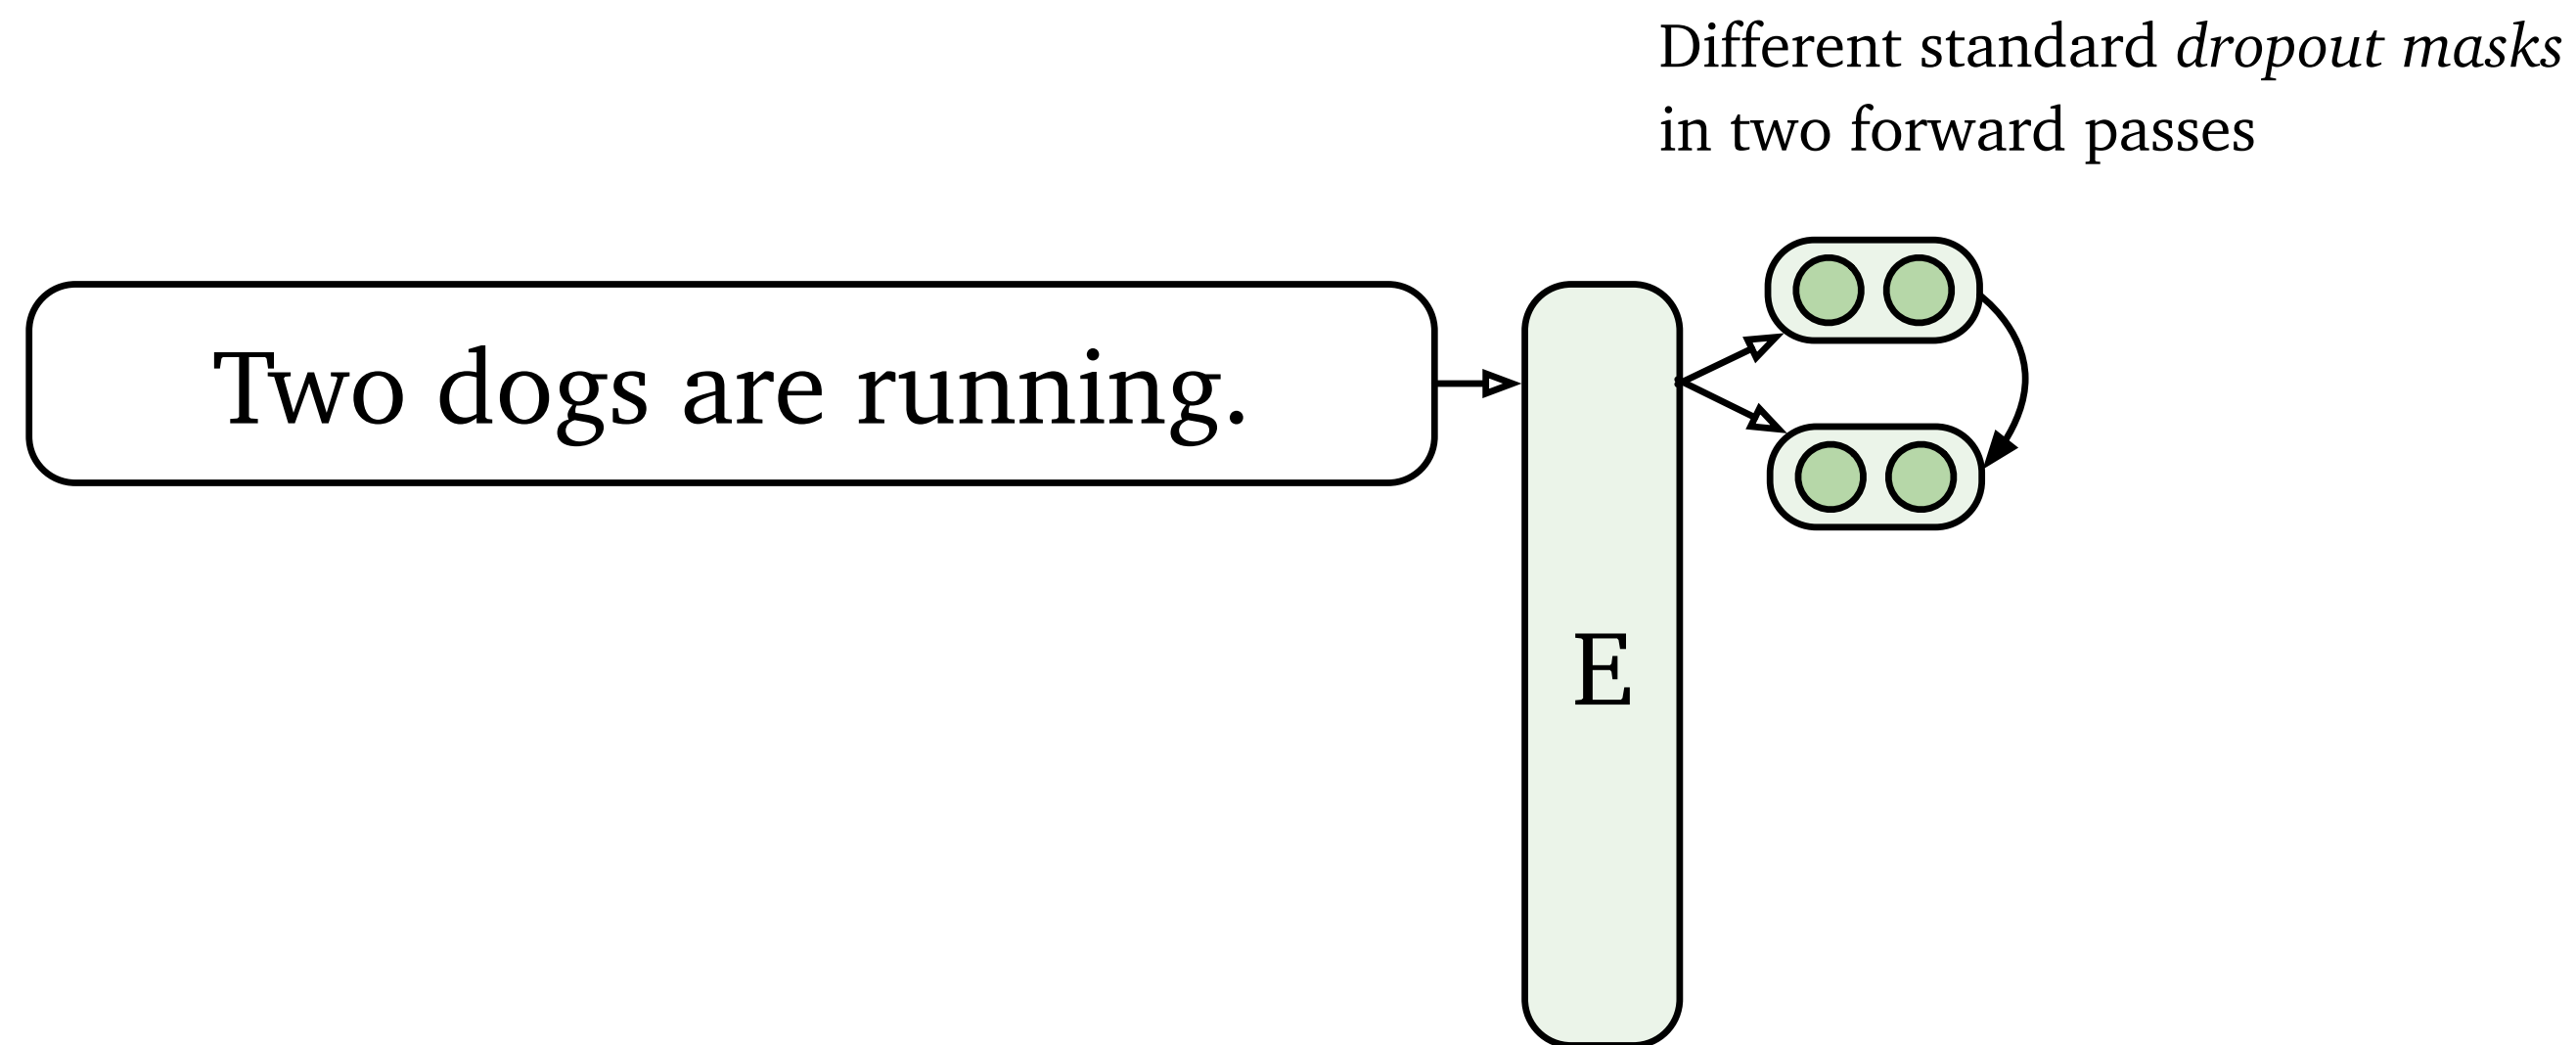 Different standard dropout masks
in two forward passes
Two dogs are running.
E